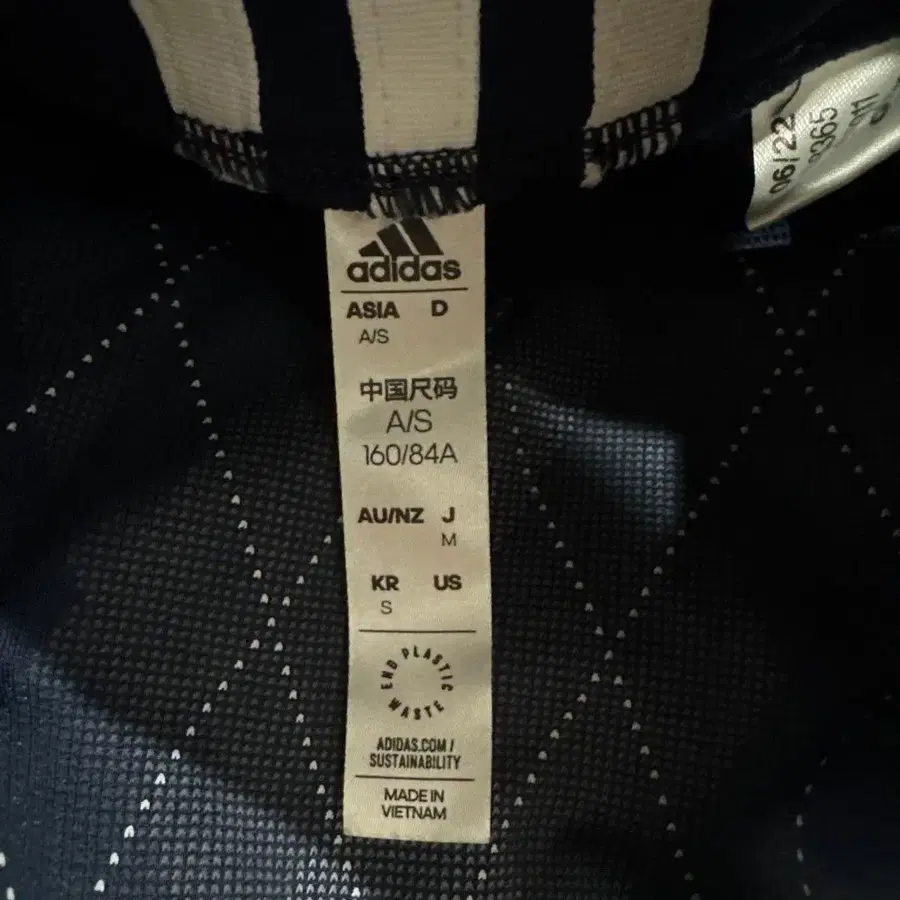 adidas
ASIA D
A/S
中国尺码
A/S
160/84A
AU/NZ J
M
KR US
S
END PLASTIC WASTE
ADIDAS.COM/
SUSTAINABILITY
MADE IN
VIETNAM
06/22